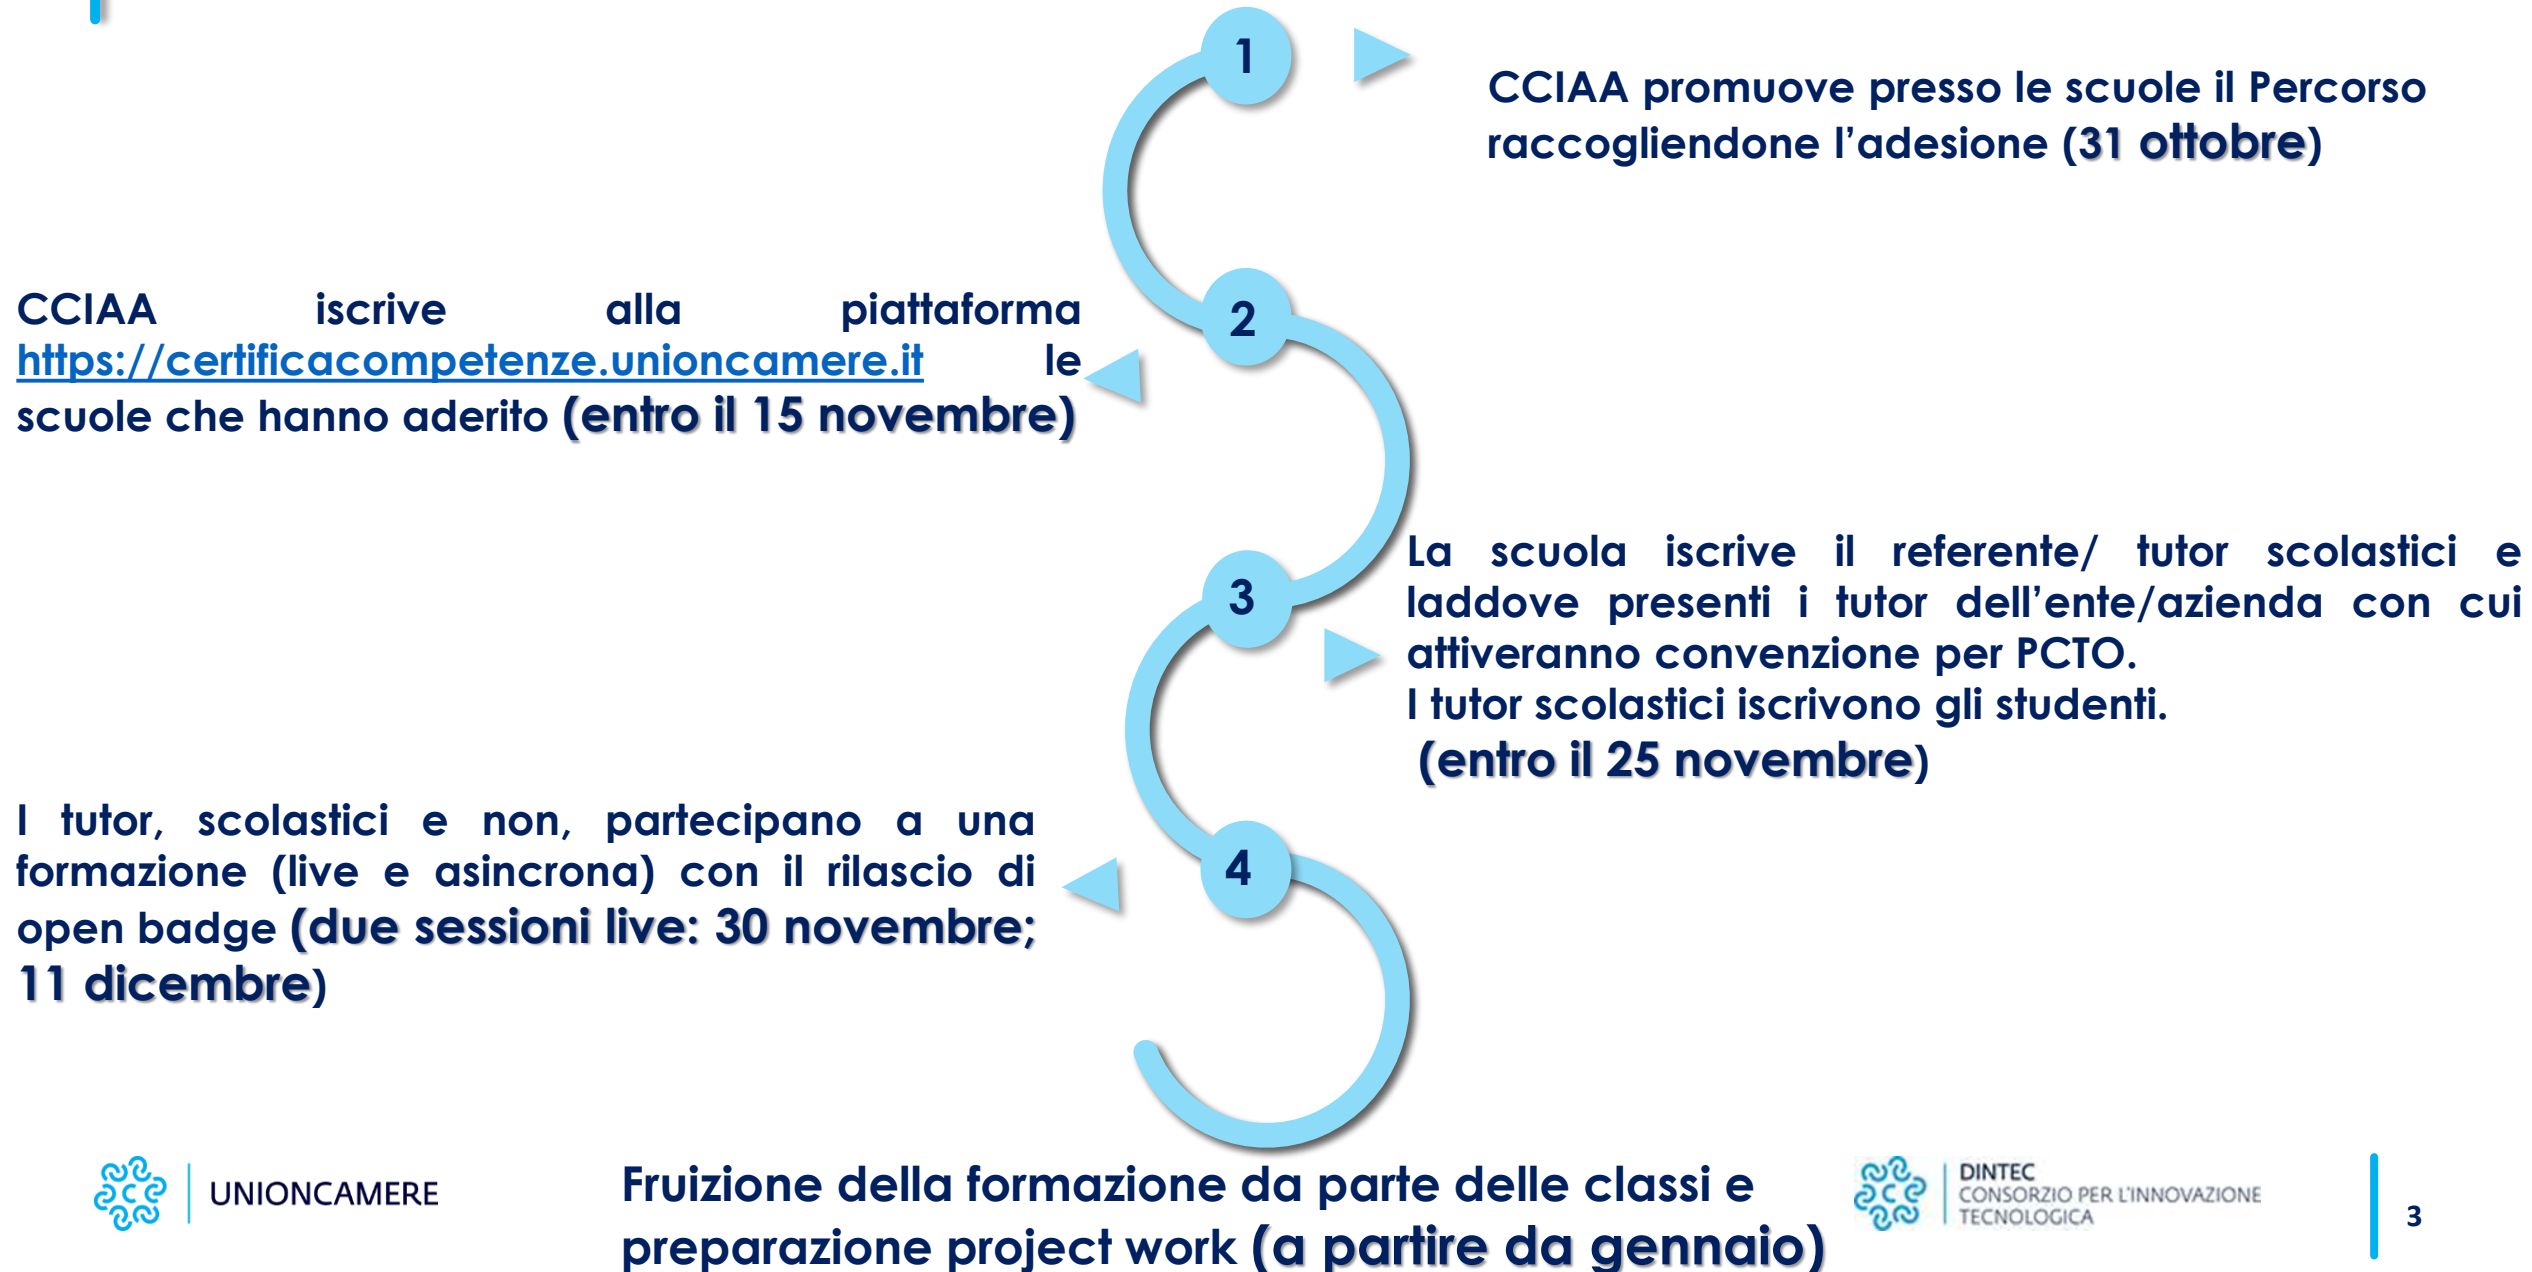 1
CCIAA promuove presso le scuole il Percorso
raccogliendone l’adesione (31 ottobre)
2
CCIAA iscrive alla piattaforma
https://certificacompetenze.unioncamere.it le
scuole che hanno aderito (entro il 15 novembre)
3
La scuola iscrive il referente/ tutor scolastici e
laddove presenti i tutor dell’ente/azienda con cui
attiveranno convenzione per PCTO.
I tutor scolastici iscrivono gli studenti.
(entro il 25 novembre)
4
I tutor, scolastici e non, partecipano a una
formazione (live e asincrona) con il rilascio di
open badge (due sessioni live: 30 novembre;
11 dicembre)
Fruizione della formazione da parte delle classi e
preparazione project work (a partire da gennaio)
UNIONCAMERE
DINTEC
CONSORZIO PER L'INNOVAZIONE
TECNOLOGICA
3